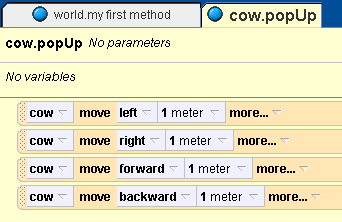 world.my first method
cow.popUp
cow.popUp No parameters
No variables
cow move left 1 meter more...
cow move right 1 meter more...
cow move forward 1 meter more...
cow move backward 1 meter more...